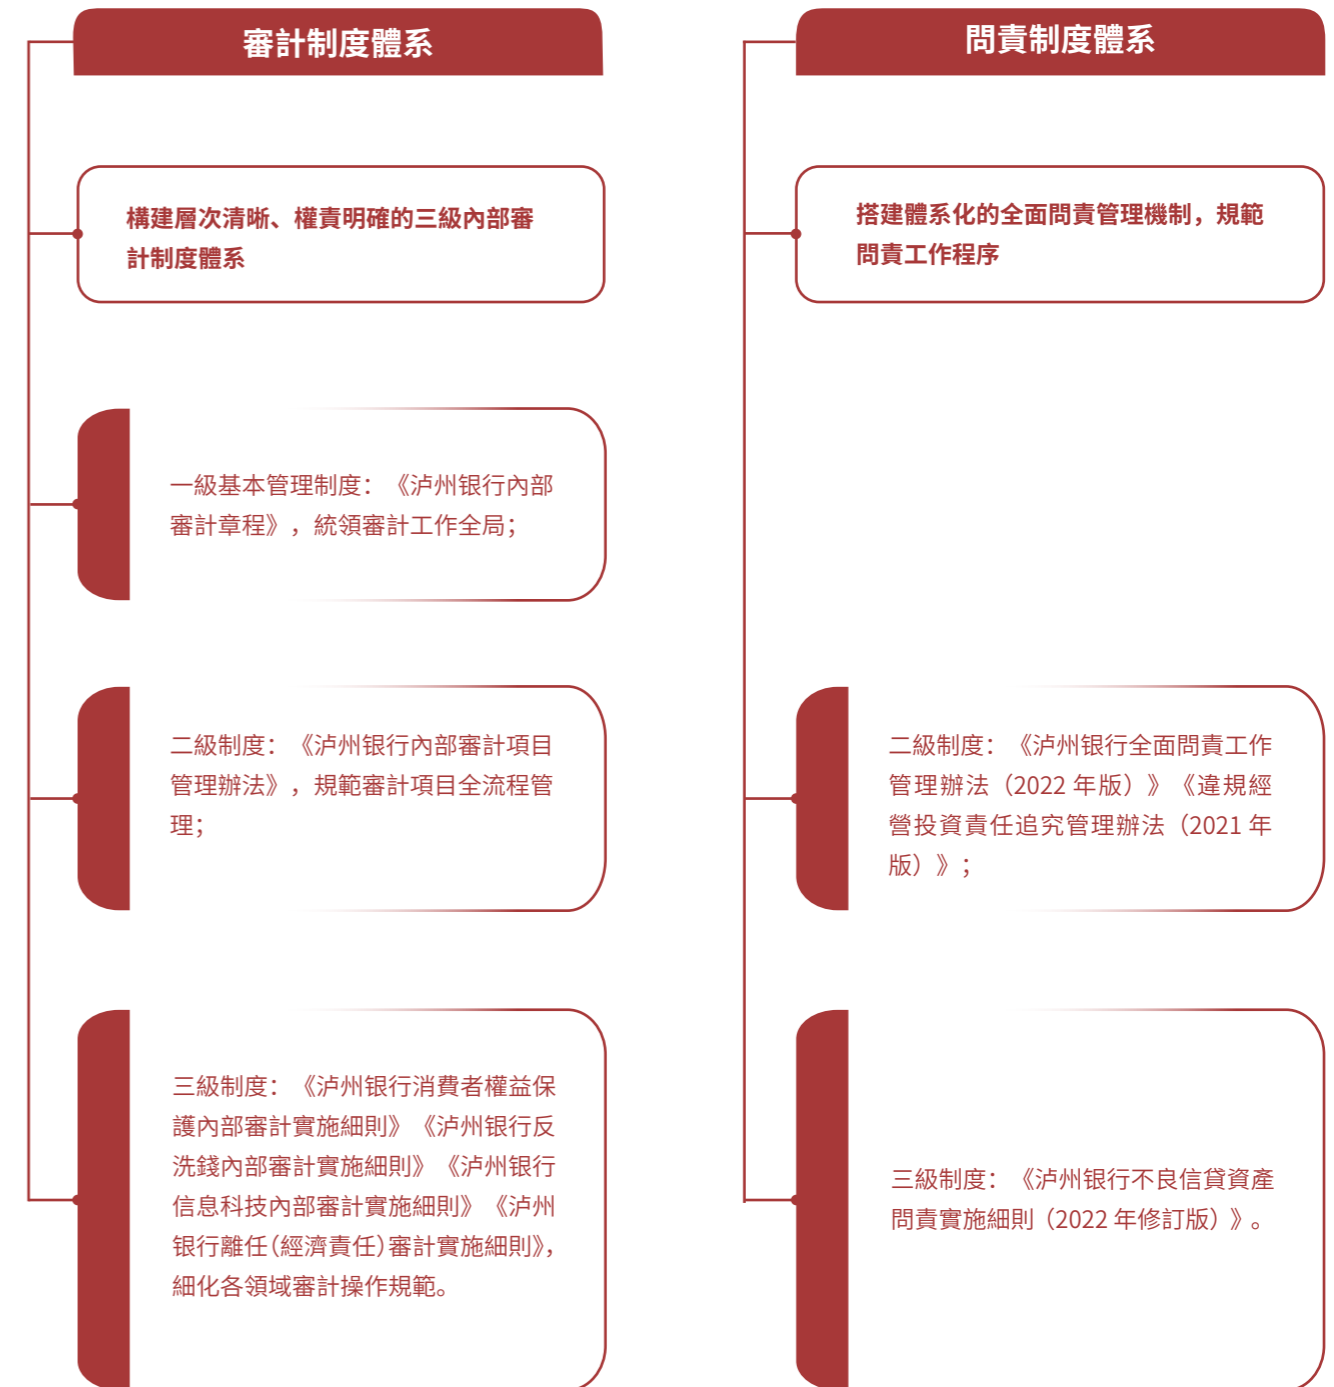 審計制度體系
構建層次清晰、權責明確的三級內部審
計制度體系
一級基本管理制度：《泸州银行內部
審計章程》，統領審計工作全局；
二級制度：《泸州银行內部審計項目
管理辦法》，規範審計項目全流程管
理；
三級制度：《泸州银行消費者權益保
護內部審計實施細則》《泸州银行反
洗錢內部審計實施細則》《泸州银行
信息科技內部審計實施細則》《泸州
银行離任（經濟責任）審計實施細則》，
細化各領域審計操作規範。
問責制度體系
搭建體系化的全面問責管理機制，規範
問責工作程序
二級制度：《泸州银行全面問責工作
管理辦法（2022 年版）》《違規經
營投資責任追究管理辦法（2021 年
版）》；
三級制度：《泸州银行不良信貸資產
問責實施細則（2022 年修訂版）》。